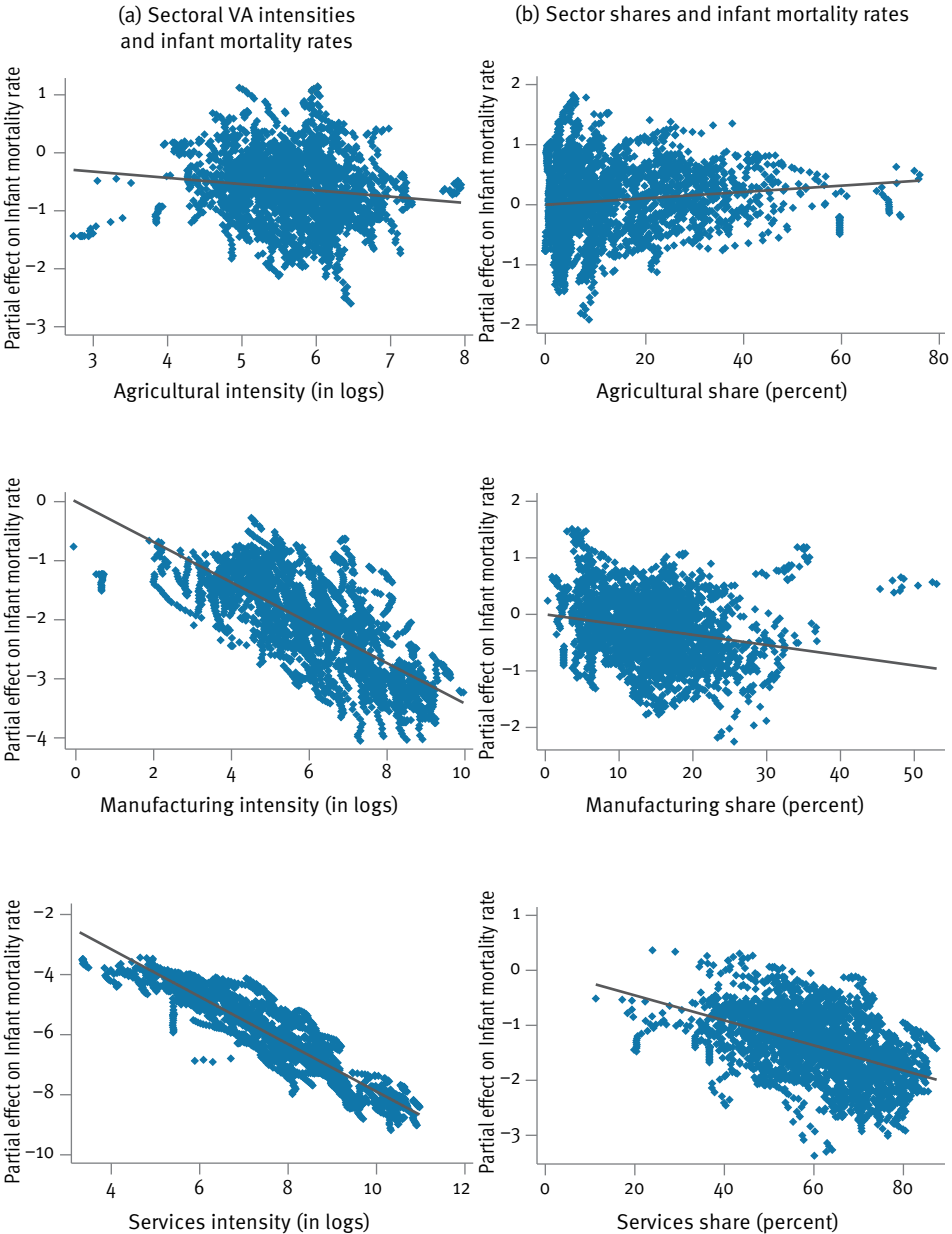 (a) Sectoral VA intensities
and infant mortality rates
Partial effect on Infant mortality rate
1
0
−1
−2
−3
3 4 5 6 7 8
Agricultural intensity (in logs)
(b) Sector shares and infant mortality rates
Partial effect on Infant mortality rate
2
1
0
−1
−2
0 20 40 60 80
Agricultural share (percent)
Partial effect on Infant mortality rate
0
−1
−2
−3
−4
0 2 4 6 8 10
Manufacturing intensity (in logs)
Partial effect on Infant mortality rate
2
1
0
−1
−2
0 10 20 30 40 50
Manufacturing share (percent)
Partial effect on Infant mortality rate
−2
−4
−6
−8
−10
4 6 8 10 12
Services intensity (in logs)
Partial effect on Infant mortality rate
1
0
−1
−2
−3
0 20 40 60 80
Services share (percent)